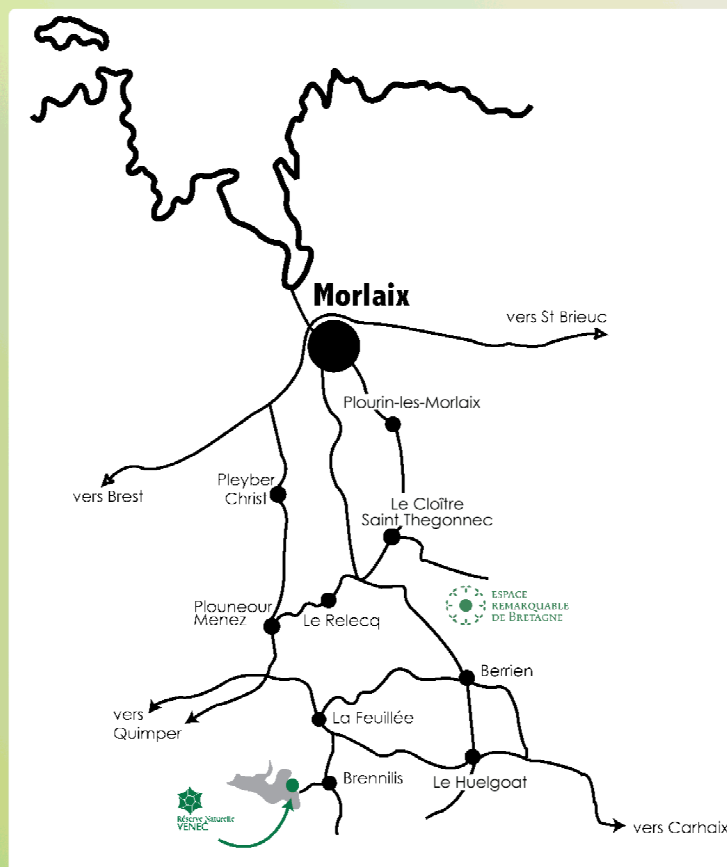 Morlaix
vers St Brieuc
Plourin-les-Morlaix
Pleyber
Christ
vers Brest
Le Cloître
Saint Thegonnec
ESPACE
REMARQUABLE
DE BRETAGNE
Plouneour
Menez
Le Relecq
Berrien
vers
Quimper
La Feuillée
Brennilis
Le Huelgoat
Réserve Naturelle
VENEC
vers Carhaix